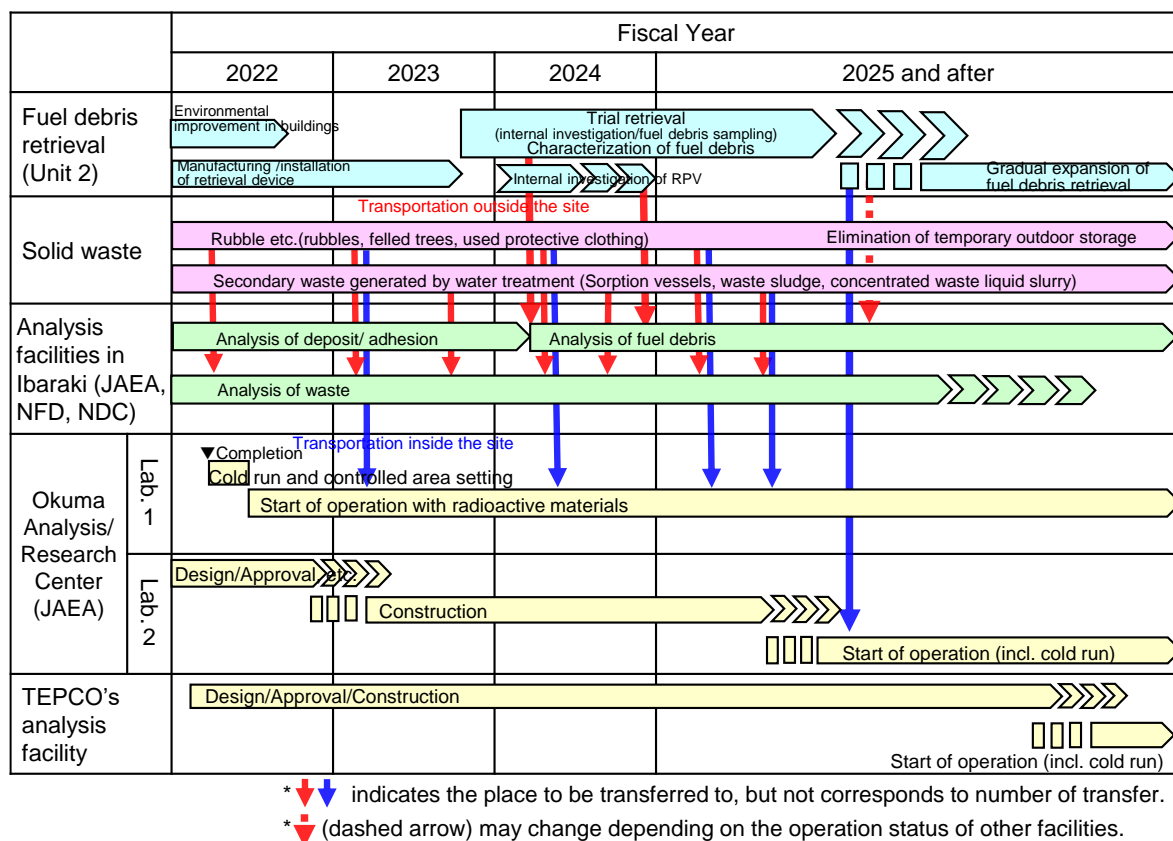 Fiscal Year
2022
2023
2024
2025 and after
Fuel debris
retrieval
(Unit 2)
Environmental
improvement in buildings
Manufacturing /installation
of retrieval device
Trial retrieval
(internal investigation/fuel debris sampling)
Characterization of fuel debris
Internal investigation of RPV
Gradual expansion of
fuel debris retrieval
Transportation outside the site
Solid waste
Rubble etc.(rubbles, felled trees, used protective clothing)
Elimination of temporary outdoor storage
Secondary waste generated by water treatment (Sorption vessels, waste sludge, concentrated waste liquid slurry)
Analysis
facilities in
Ibaraki (JAEA,
NFD, NDC)
Analysis of deposit/ adhesion
Analysis of fuel debris
Analysis of waste
Okuma
Analysis/
Research
Center
(JAEA)
Lab. 1
Transportation inside the site
▼Completion
Cold run and controlled area setting
Start of operation with radioactive materials
Lab. 2
Design/Approval, etc.
Construction
Start of operation (incl. cold run)
TEPCO's
analysis
facility
Design/Approval/Construction
Start of operation (incl. cold run)
* indicates the place to be transferred to, but not corresponds to number of transfer.
* (dashed arrow) may change depending on the operation status of other facilities.